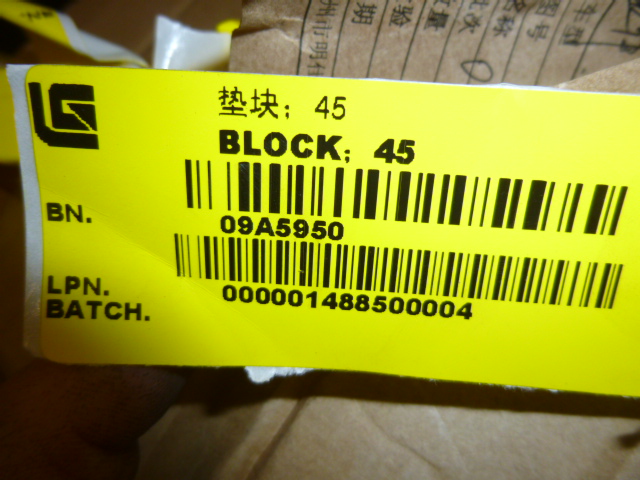 垫块；45
BLOCK；45
BN.
09A5950
LPN.
000001488500004
BATCH.